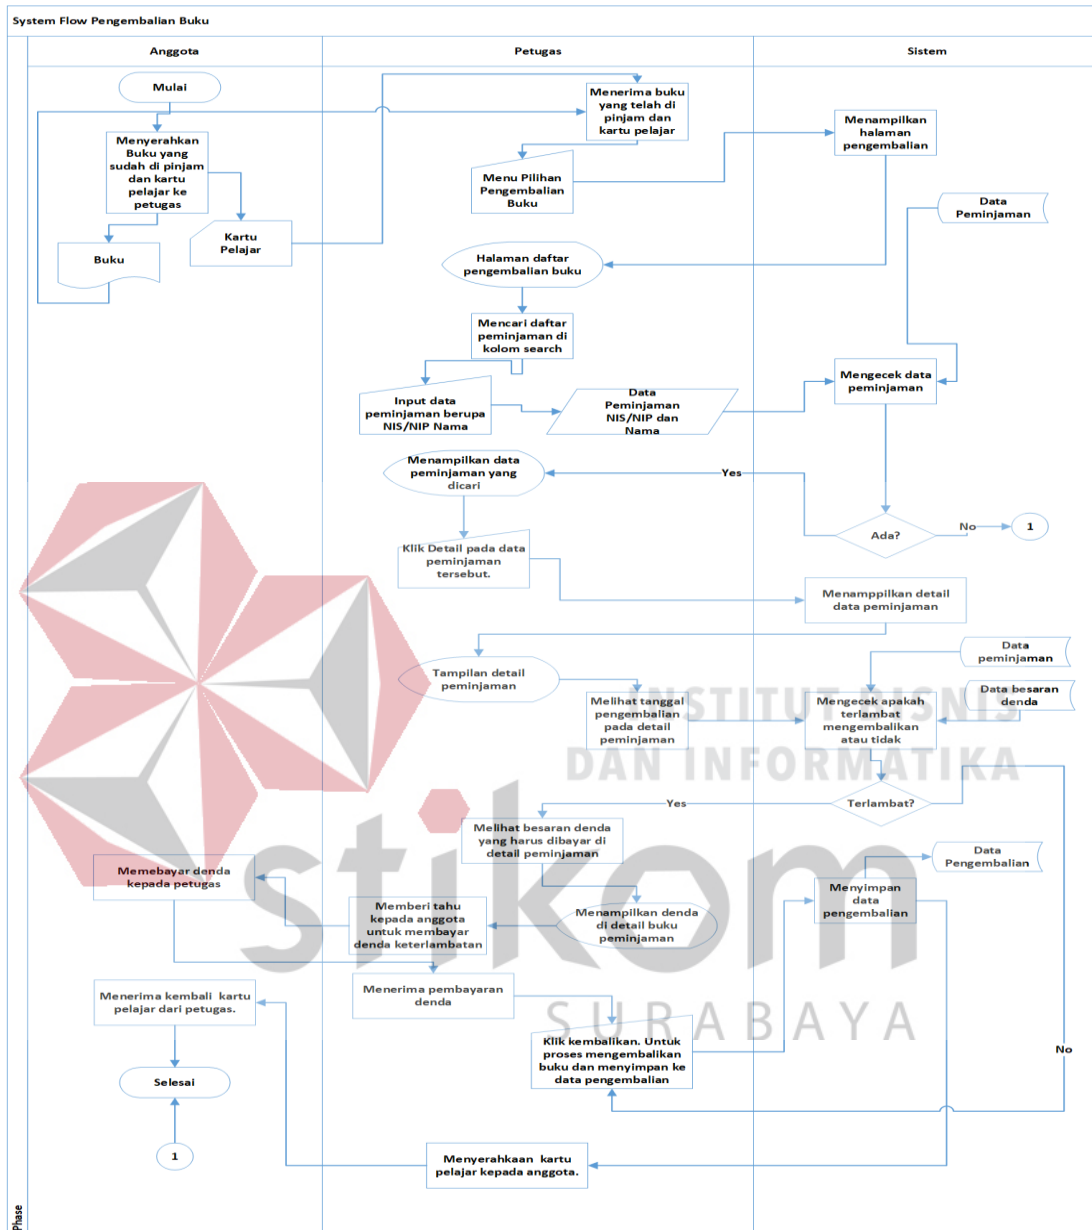 System Flow Pengembalian Buku
Anggota
Petugas
Sistem
Mulai
Menyerahkan
Buku yang
sudah di pinjam
dan kartu
pelajar ke
petugas
Buku
Kartu
Pelajar
Menerima buku
yang telah di
pinjam dan
kartu pelajar
Menu Pilihan
Pengembalian
Buku
Menampilkan
halaman
pengembalian
Data
Peminjaman
Halaman daftar
pengembalian buku
Mencari daftar
peminjaman di
kolom search
Input data
peminjaman berupa
NIS/NIP Nama
Data
Peminjaman
NIS/NIP dan
Nama
Mengecek data
peminjaman
Menampilkan data
peminjaman yang
dicari
Yes
Ada?
No
1
Klik Detail pada data
peminjaman
tersebut.
Menamppilkan detail
data peminjaman
Tampilan detail
peminjaman
Melihat tanggal
pengembalian
pada detail
peminjaman
Data
peminjaman
Data besaran
denda
Mengecek apakah
terlambat
mengembalikan
atau tidak
INSTITUT BISNIS
DAN INFORMATIKA
stikom
SURABAYA
Terlambat?
Yes
Melihat besaran denda
yang harus dibayar di
detail peminjaman
Data
Pengembalian
Memebayar denda
kepada petugas
Memberi tahu
kepada anggota
untuk membayar
denda keterlambatan
Menampilkan denda
di detail buku
peminjaman
Menyimpan
data
pengembalian
Menerima kembali kartu
pelajar dari petugas.
Menerima pembayaran
denda
Klik kembalikan. Untuk
proses mengembalikan
buku dan menyimpan ke
data pengembalian
No
Selesai
1
Menyerahkaan kartu
pelajar kepada anggota.
Phase